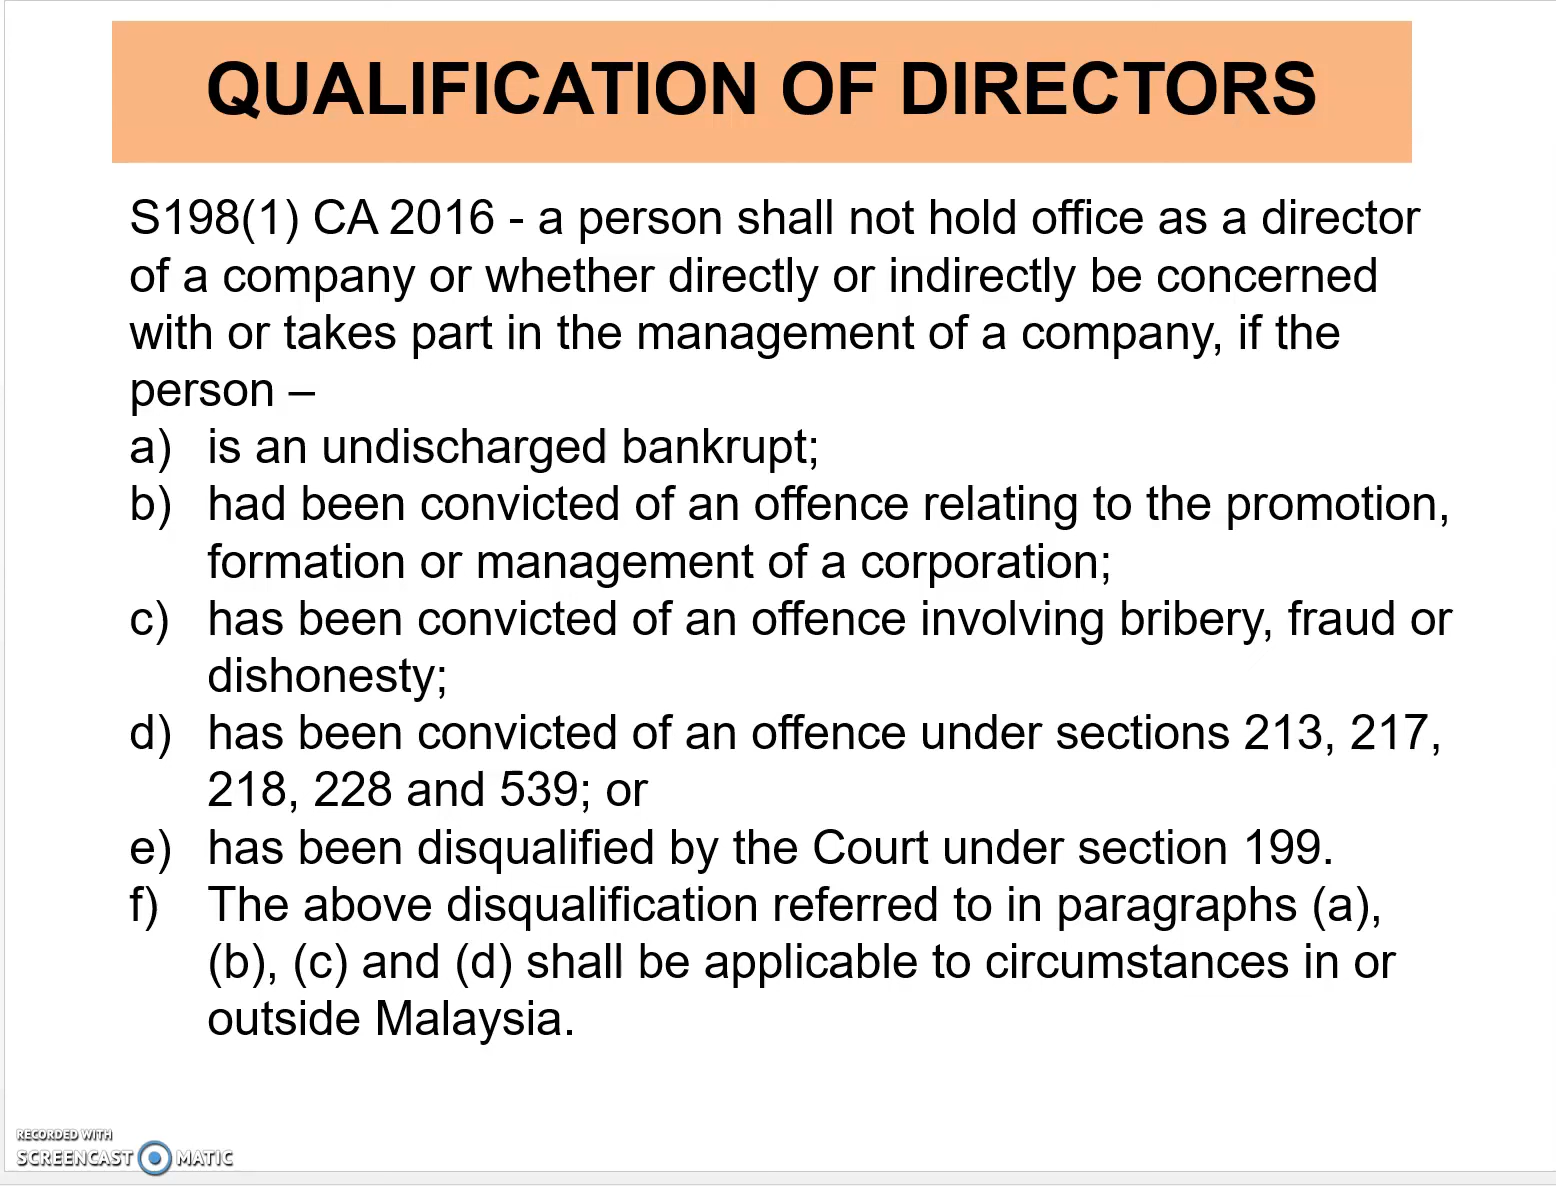 QUALIFICATION OF DIRECTORS
S198(1) CA 2016 - a person shall not hold office as a director
of a company or whether directly or indirectly be concerned
with or takes part in the management of a company, if the
person –
a) is an undischarged bankrupt;
b) had been convicted of an offence relating to the promotion,
formation or management of a corporation;
c) has been convicted of an offence involving bribery, fraud or
dishonesty;
d) has been convicted of an offence under sections 213, 217,
218, 228 and 539; or
e) has been disqualified by the Court under section 199.
f) The above disqualification referred to in paragraphs (a),
(b), (c) and (d) shall be applicable to circumstances in or
outside Malaysia.
RECORDED WITH
SCREENCAST MATIC